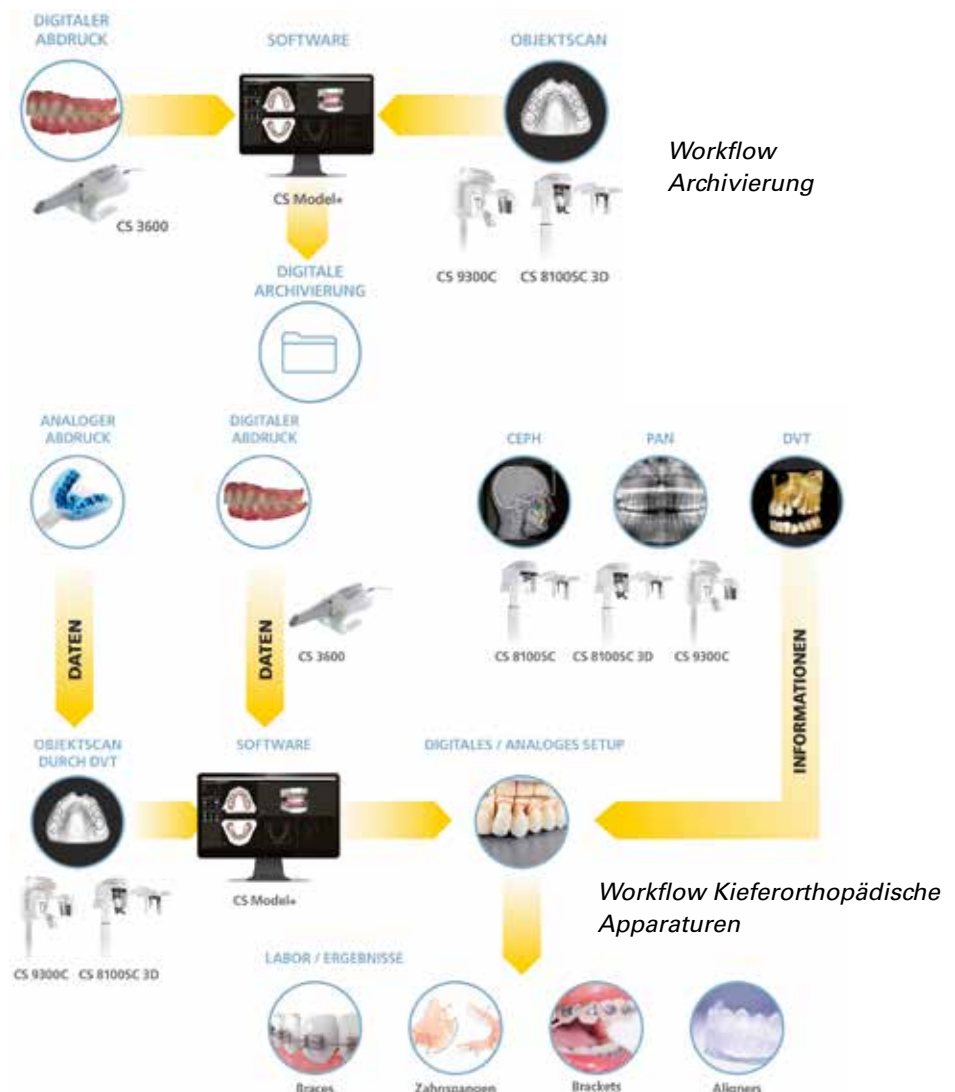 DIGITALER
ABDRUCK
SOFTWARE
OBJEKTSCAN
CS 3600
CS Model+
CS 9300C
CS 8100SC 3D
Workflow
Archivierung
DIGITALE
ARCHIVIERUNG
ANALOGER
ABDRUCK
DIGITALER
ABDRUCK
CEPH
PAN
DVT
DATEN
DATEN
CS 3600
CS 8100SC
CS 8100SC 3D
CS 9300C
INFORMATIONEN
OBJEKTSCAN
DURCH DVT
SOFTWARE
DIGITALES / ANALOGES SETUP
CS Model+
CS 9300C
CS 8100SC 3D
Workflow Kieferorthopädische
Apparaturen
LABOR / ERGEBNISSE
Braces
Zahnspangen
Brackets
Aligners